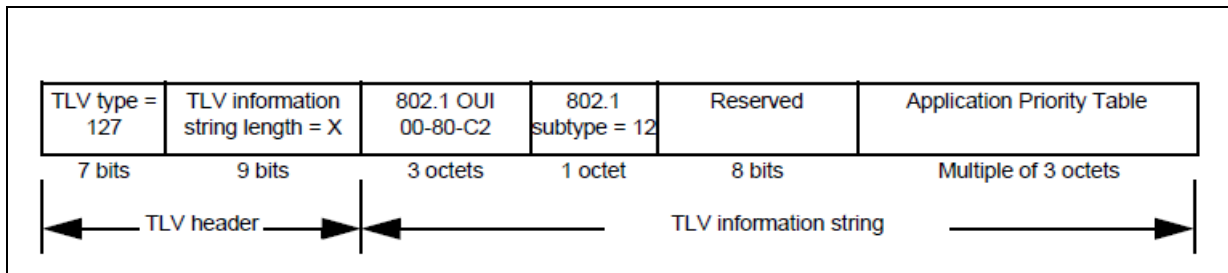 TLV type = 127
TLV information string length = X
802.1 OUI 00-80-C2
802.1 subtype = 12
Reserved
Application Priority Table
7 bits
9 bits
3 octets
1 octet
8 bits
Multiple of 3 octets
TLV header
TLV information string